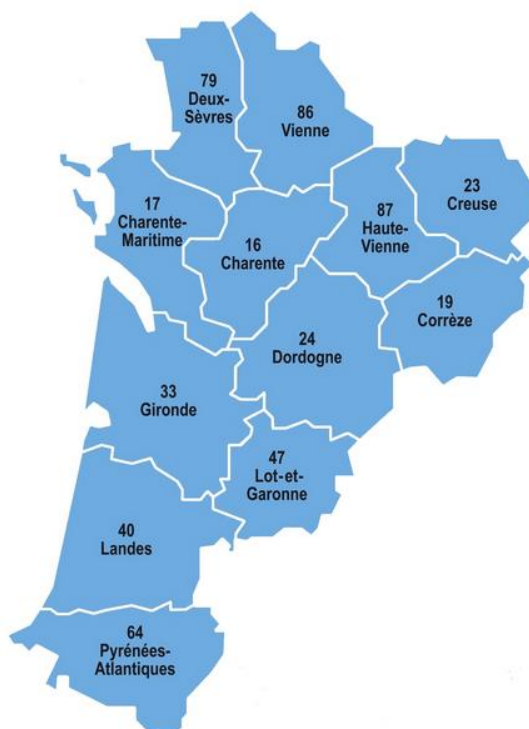 79
Deux-
Sèvres
86
Vienne
17
Charente-
Maritime
16
Charente
87
Haute-
Vienne
23
Creuse
19
Corrèze
24
Dordogne
33
Gironde
47
Lot-et-
Garonne
40
Landes
64
Pyrénées-
Atlantiques